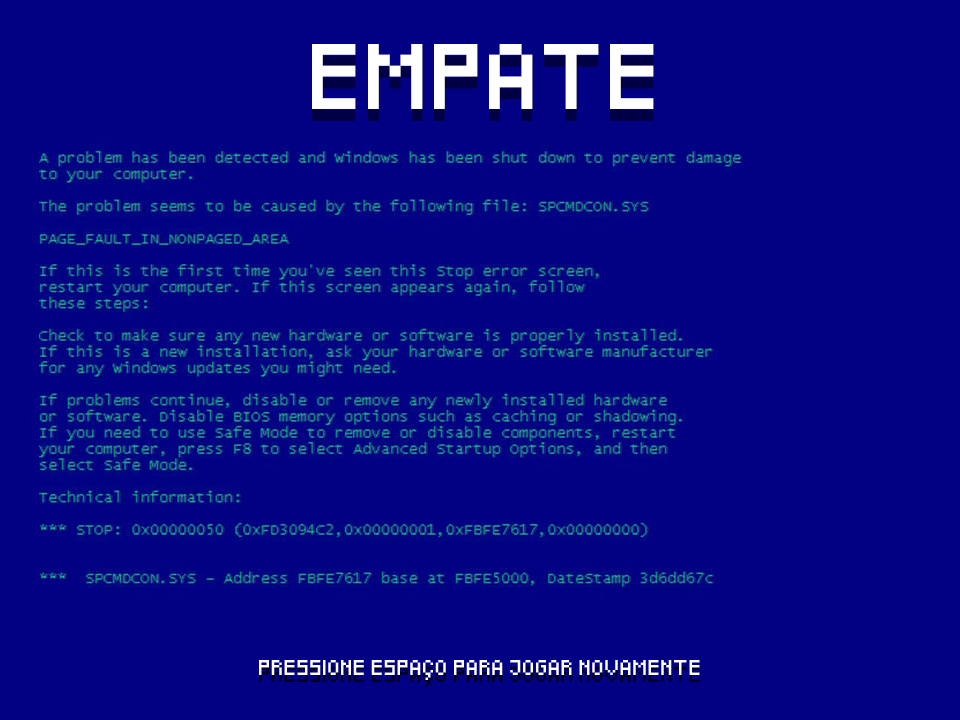 EMPATE
A problem has been detected and Windows has been shut down to prevent damage
to your computer.
The problem seems to be caused by the following file: SPCMDCON.SYS
PAGE_FAULT_IN_NONPAGED_AREA
If this is the first time you've seen this Stop error screen,
restart your computer. If this screen appears again, follow
these steps:
Check to make sure any new hardware or software is properly installed.
If this is a new installation, ask your hardware or software manufacturer
for any Windows updates you might need.
If problems continue, disable or remove any newly installed hardware
or software. Disable BIOS memory options such as caching or shadowing.
If you need to use Safe Mode to remove or disable components, restart
your computer, press F8 to select Advanced Startup Options, and then
select Safe Mode.
Technical information:
*** STOP: 0x00000050 (0xFD3094C2,0x00000001,0xFBFE7617,0x00000000)
*** SPCMDCON.SYS - Address FBFE7617 base at FBFE5000, DateStamp 3d6dd67c
PRESSIONE ESPAÇO PARA JOGAR NOVAMENTE